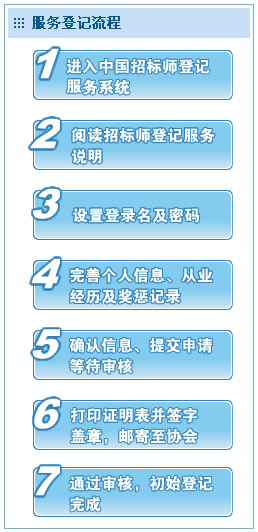 服务登记流程
1 进入中国招标师登记
服务系统
2 阅读招标师登记服务
说明
3 设置登录名及密码
4 完善个人信息、从业
经历及奖惩记录
5 确认信息、提交申请
等待审核
6 打印证明表并签字
盖章，邮寄至协会
7 通过审核，初始登记
完成